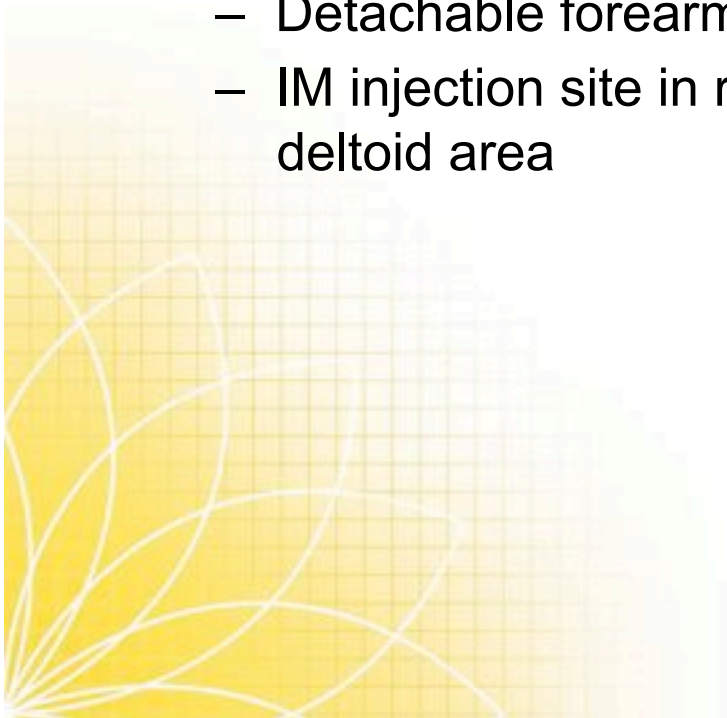 – Detachable forearm
– IM injection site in
deltoid area